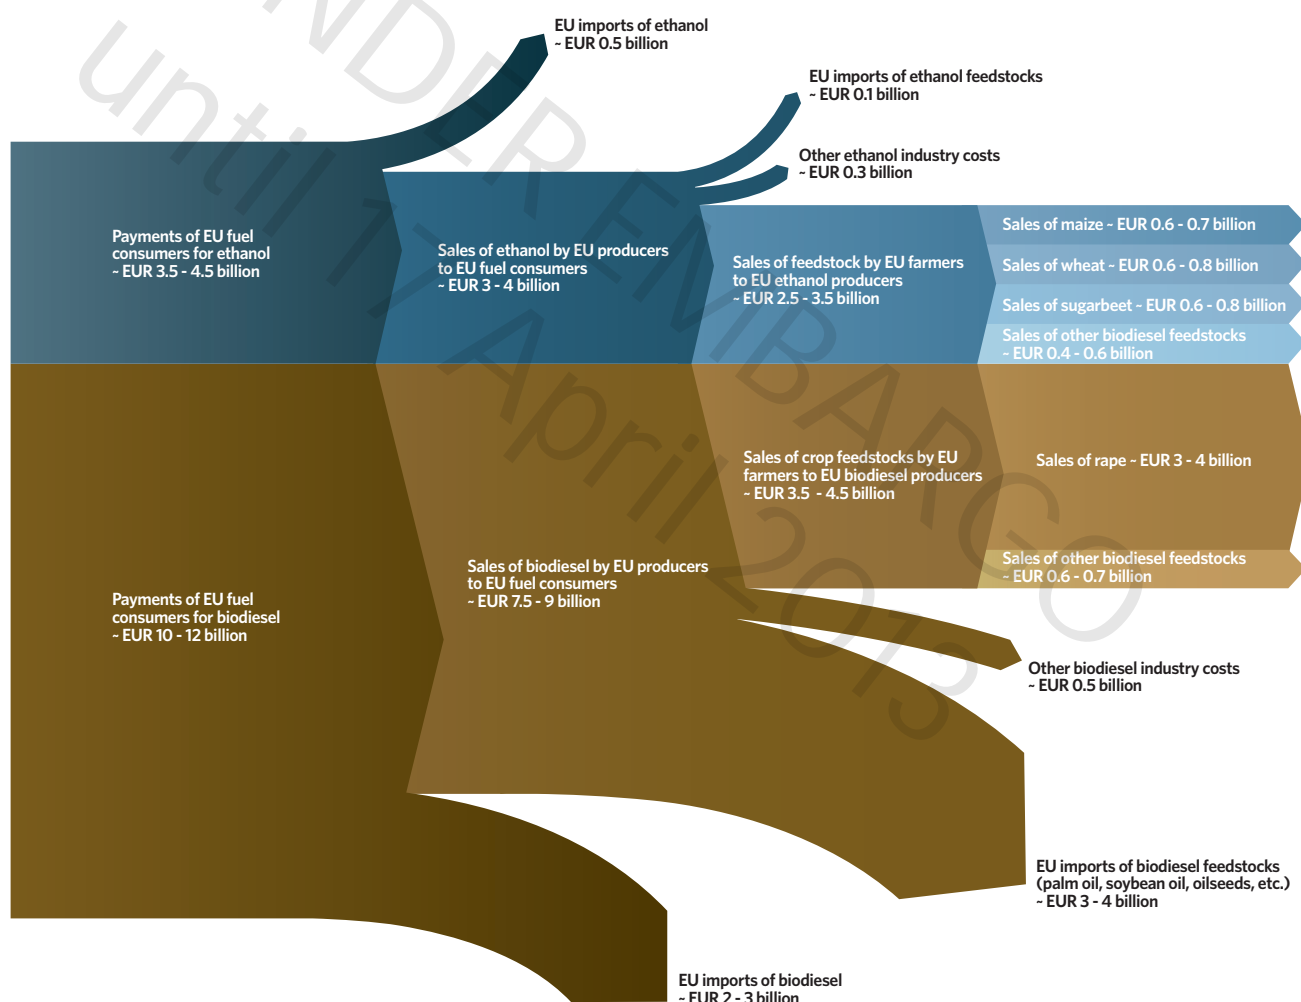 EU imports of ethanol
~ EUR 0.5 billion
EU imports of ethanol feedstocks
~ EUR 0.1 billion
Other ethanol industry costs
~ EUR 0.3 billion
Payments of EU fuel
consumers for ethanol
~ EUR 3.5 - 4.5 billion
Sales of ethanol by EU producers
to EU fuel consumers
~ EUR 3 - 4 billion
Sales of feedstock by EU farmers
to EU ethanol producers
~ EUR 2.5 - 3.5 billion
Sales of maize ~ EUR 0.6 - 0.7 billion
Sales of wheat ~ EUR 0.6 - 0.8 billion
Sales of sugarbeet ~ EUR 0.6 - 0.8 billion
Sales of other biodiesel feedstocks
~ EUR 0.4 - 0.6 billion
Sales of crop feedstocks by EU
farmers to EU biodiesel producers
~ EUR 3.5 - 4.5 billion
Sales of rape ~ EUR 3 - 4 billion
Sales of other biodiesel feedstocks
~ EUR 0.6 - 0.7 billion
Payments of EU fuel
consumers for biodiesel
~ EUR 10 - 12 billion
Sales of biodiesel by EU producers
to EU fuel consumers
~ EUR 7.5 - 9 billion
Other biodiesel industry costs
~ EUR 0.5 billion
EU imports of biodiesel feedstocks
(palm oil, soybean oil, oilseeds, etc.)
~ EUR 3 - 4 billion
EU imports of biodiesel
~ EUR 2 - 3 billion
NDER EMBARGO
until 17 April 2013